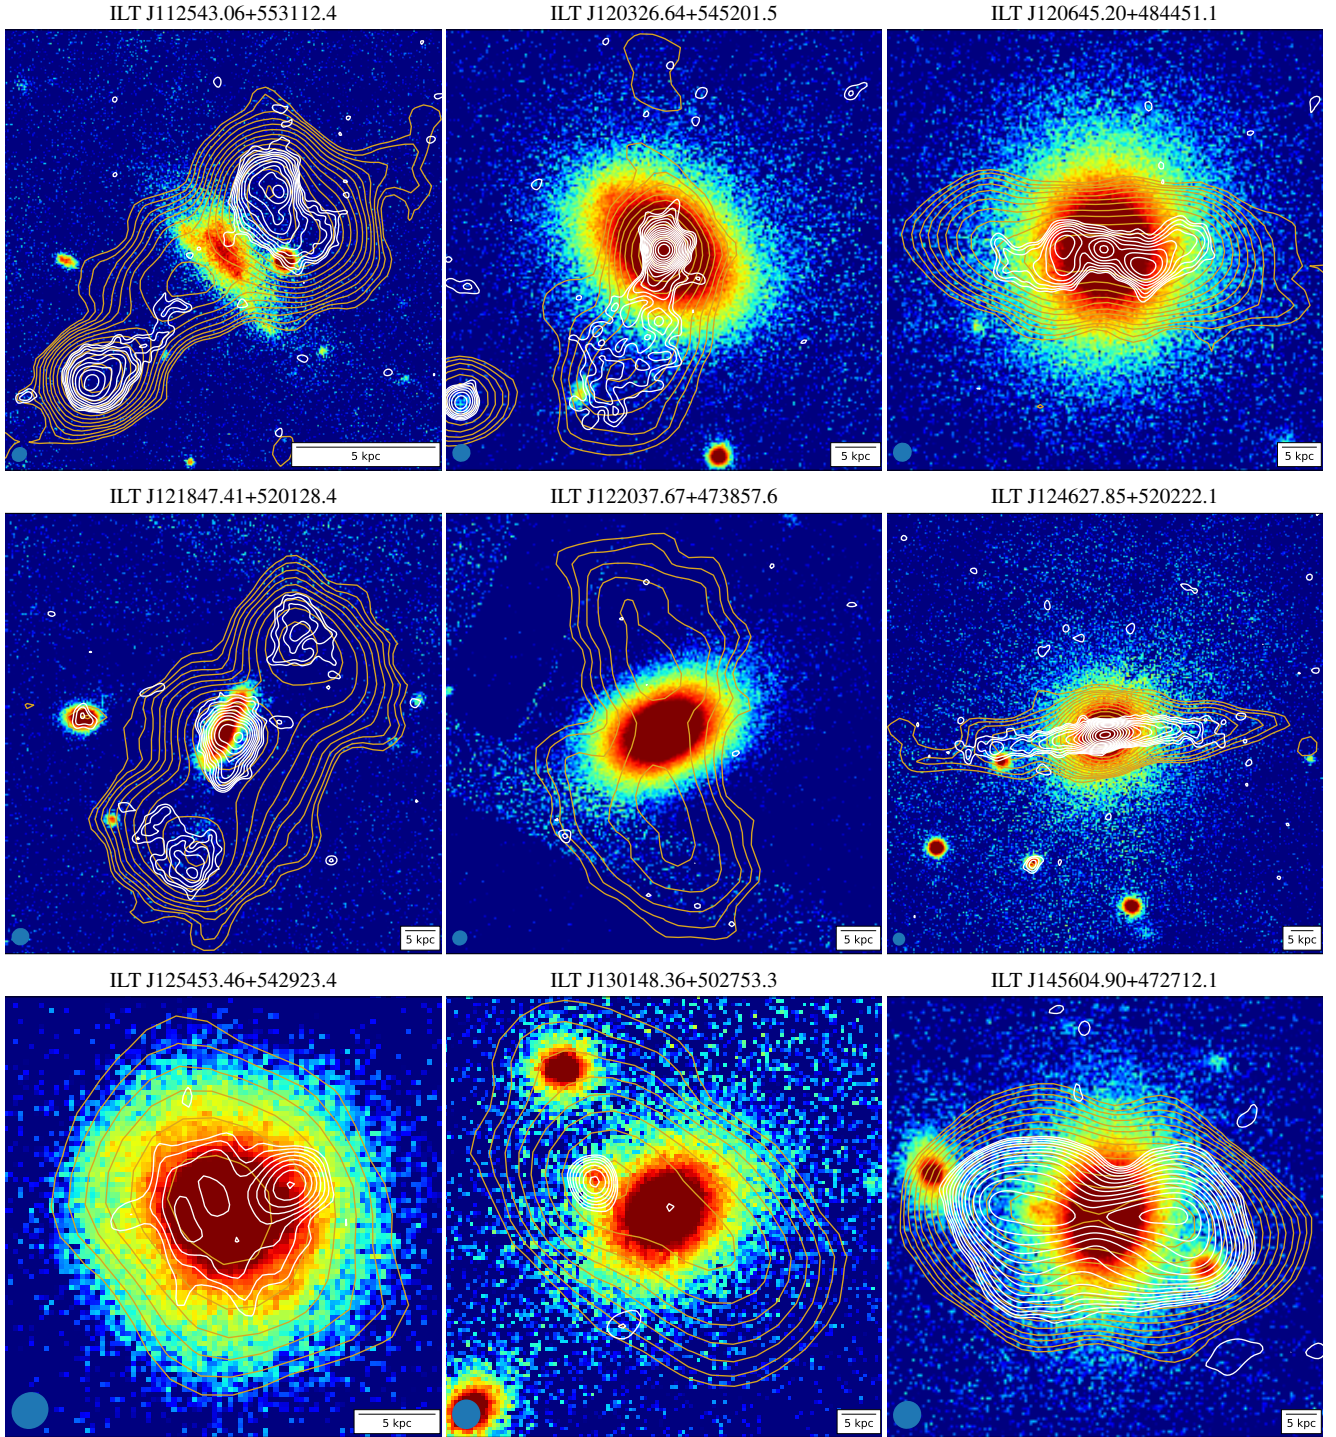 ILT J112543.06+553112.4
ILT J120326.64+545201.5
ILT J120645.20+484451.1
5 kpc
5 kpc
5 kpc
ILT J121847.41+520128.4
ILT J122037.67+473857.6
ILT J124627.85+520222.1
5 kpc
5 kpc
5 kpc
ILT J125453.46+542923.4
ILT J130148.36+502753.3
ILT J145604.90+472712.1
5 kpc
5 kpc
5 kpc